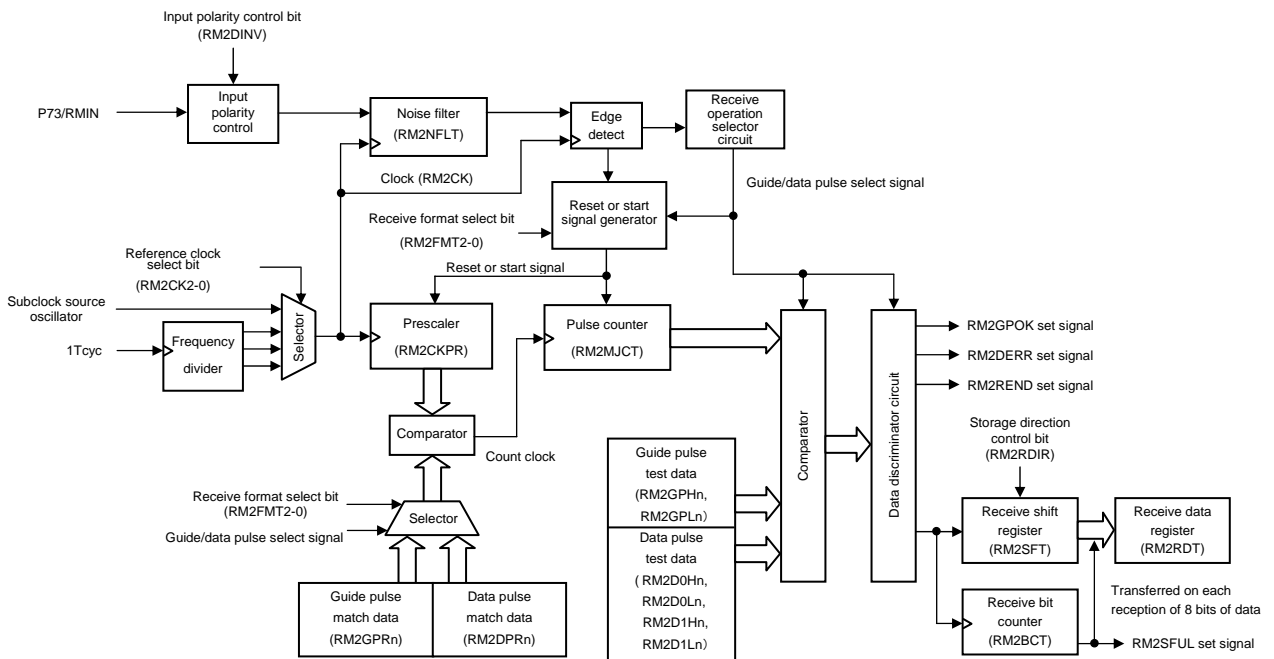 Input polarity control bit
(RM2DINV)
P73/RMIN
Input
polarity
control
Noise filter
(RM2NFLT)
Edge
detect
Receive
operation
selector
circuit
Clock (RM2CK)
Guide/data pulse select signal
Reset or start
signal generator
Receive format select bit
(RM2FMT2-0)
Reset or start signal
Reference clock
select bit
(RM2CK2-0)
Subclock source
oscillator
1Tcyc
Frequency
divider
Selector
Prescaler
(RM2CKPR)
Pulse counter
(RM2MJCT)
Comparator
Count clock
Receive format select bit
(RM2FMT2-0)
Guide/data pulse select signal
Selector
Guide pulse
match data
(RM2GPRn)
Data pulse
match data
(RM2DPRn)
Guide pulse
test data
(RM2GPHn,
RM2GPLn)
Data pulse
test data
( RM2D0Hn,
RM2D0Ln,
RM2D1Hn,
RM2D1Ln)
Comparator
Data discriminator circuit
RM2GPOK set signal
RM2DERR set signal
RM2REND set signal
Storage direction
control bit
(RM2RDIR)
Receive shift
register
(RM2SFT)
Receive data
register
(RM2RDT)
Transferred on each
reception of 8 bits of data
Receive bit
counter
(RM2BCT)
RM2SFUL set signal